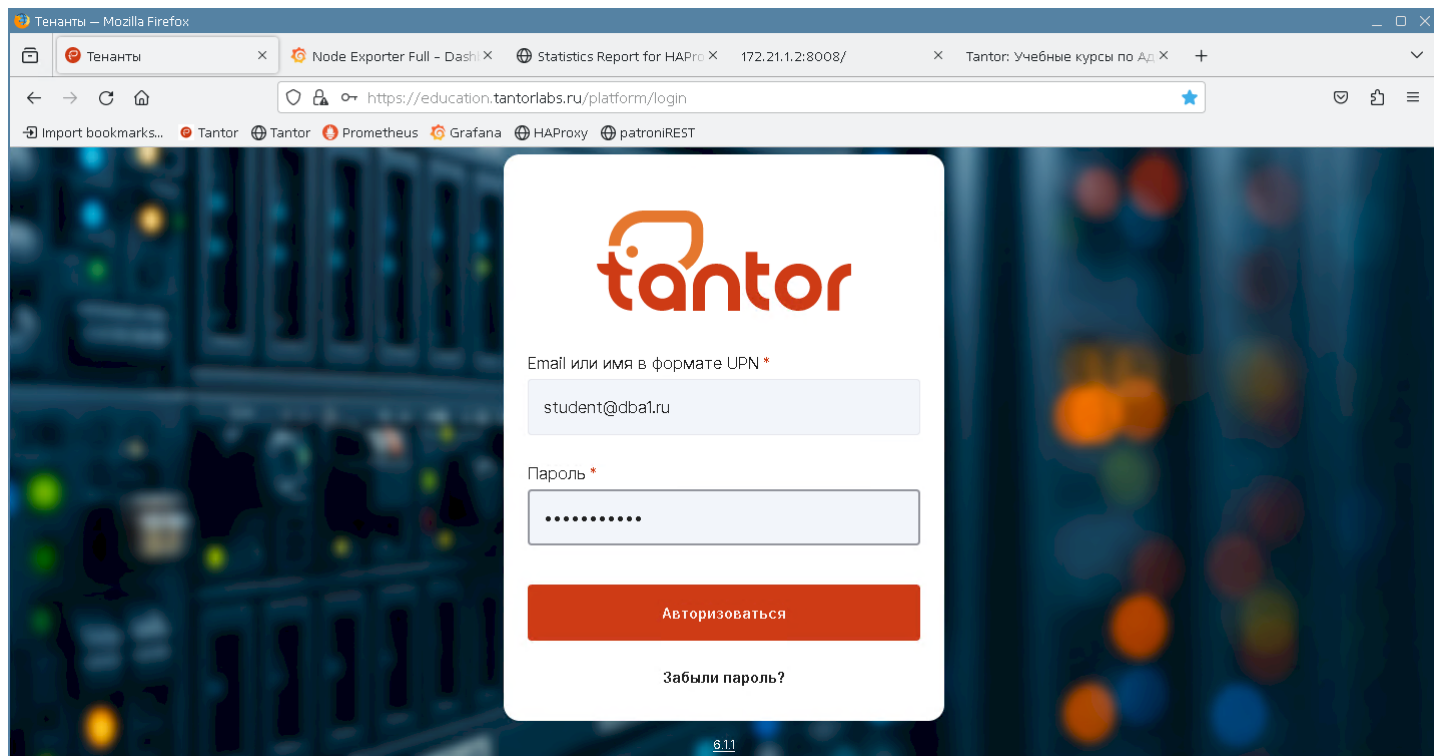 Тенанты — Mozilla Firefox
Тенанты
Node Exporter Full - Dash
Statistics Report for HAPro
172.21.1.2:8008/
Tantor: Учебные курсы по Ад
https://education.tantorlabs.ru/platform/login
Import bookmarks...
Tantor
Tantor
Prometheus
Grafana
HAProxy
patroniREST
tantor
Email или имя в формате UPN *
student@dba1.ru
Пароль *
•••••••••••
Авторизоваться
Забыли пароль?
6.1.1